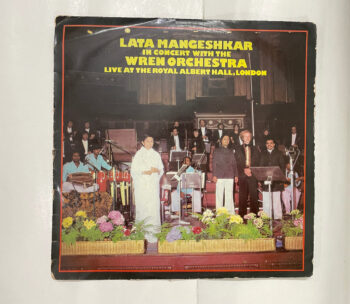 LATA MANGESHKAR
IN CONCERT WITH THE
WREN ORCHESTRA
LIVE AT THE ROYAL ALBERT HALL, LONDON